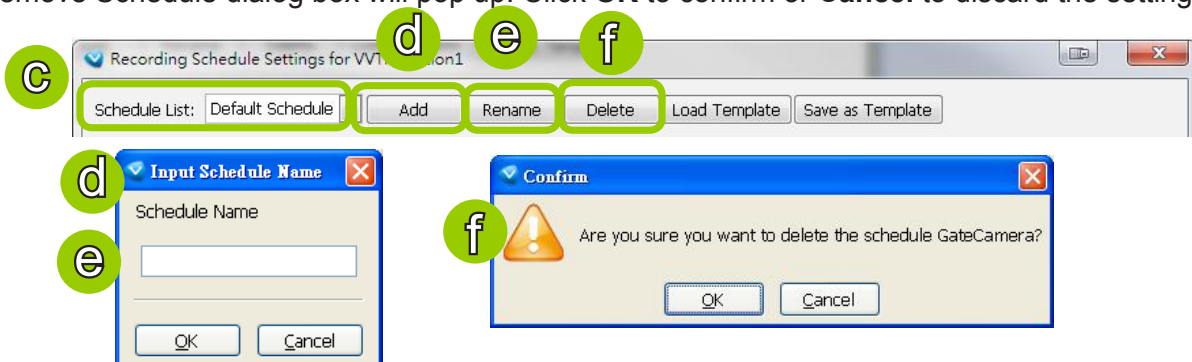 emove Schedule dialog box will pop up. Click OK to confirm or Cancel to discard the setting
d e f
Recording Schedule Settings for VVT
c
Schedule List: Default Schedule Add Rename Delete Load Template Save as Template
d Input Schedule Name
Schedule Name
e
OK Cancel
Confirm
f Are you sure you want to delete the schedule GateCamera?
OK Cancel